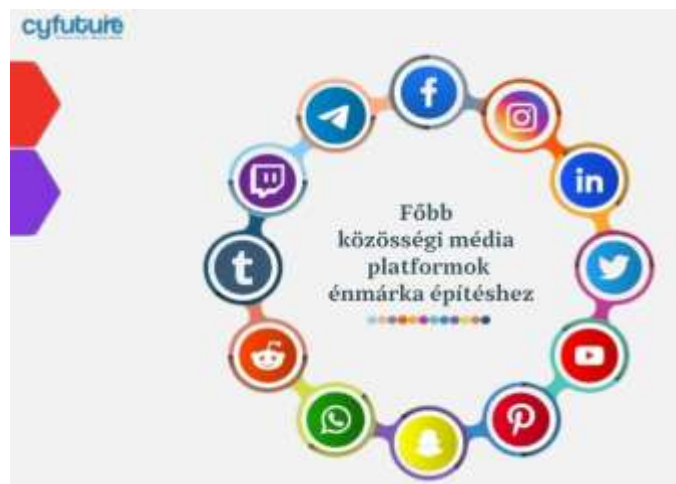 cyfuture
Főbb
közösségi média
platformok
énmárka építéshez